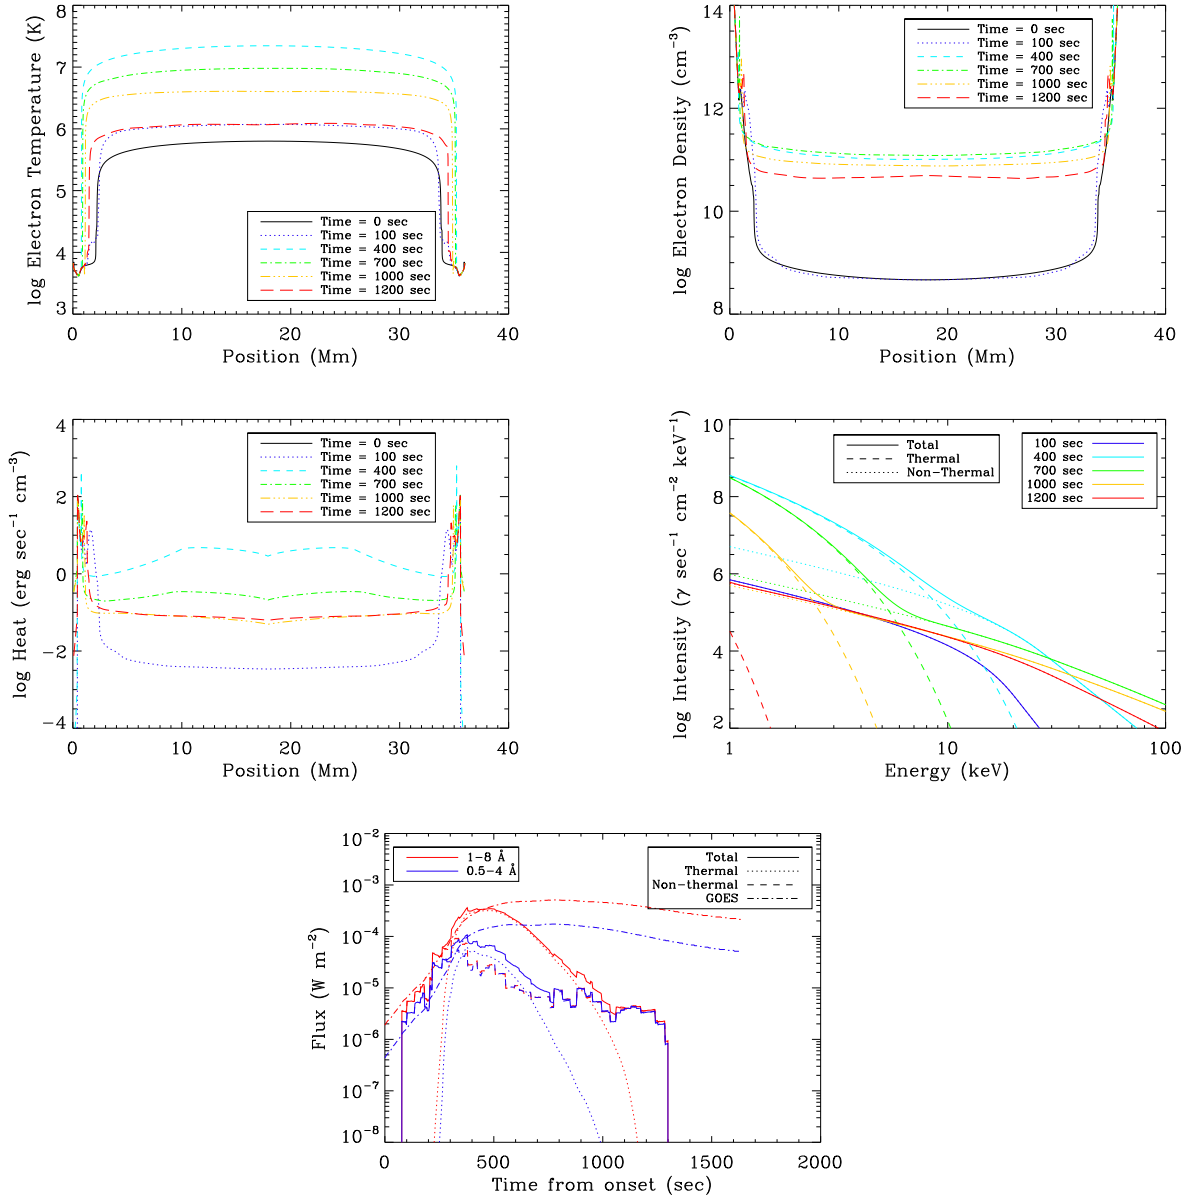 8
7
6
5
4
3
log Electron Temperature (K)
Time = 0 sec
Time = 100 sec
Time = 400 sec
Time = 700 sec
Time = 1000 sec
Time = 1200 sec
0 10 20 30 40
Position (Mm)
14
12
10
8
log Electron Density (cm⁻³)
Time = 0 sec
Time = 100 sec
Time = 400 sec
Time = 700 sec
Time = 1000 sec
Time = 1200 sec
0 10 20 30 40
Position (Mm)
4
2
0
−2
−4
log Heat (erg sec⁻¹ cm⁻³)
Time = 0 sec
Time = 100 sec
Time = 400 sec
Time = 700 sec
Time = 1000 sec
Time = 1200 sec
0 10 20 30 40
Position (Mm)
10
8
6
4
2
log Intensity (γ sec⁻¹ cm⁻² keV⁻¹)
Total
Thermal
Non-Thermal
100 sec
400 sec
700 sec
1000 sec
1200 sec
1 10 100
Energy (keV)
10⁻²
10⁻³
10⁻⁴
10⁻⁵
10⁻⁶
10⁻⁷
10⁻⁸
Flux (W m⁻²)
1−8 Å
0.5−4 Å
Total
Thermal
Non-thermal
GOES
0 500 1000 1500 2000
Time from onset (sec)